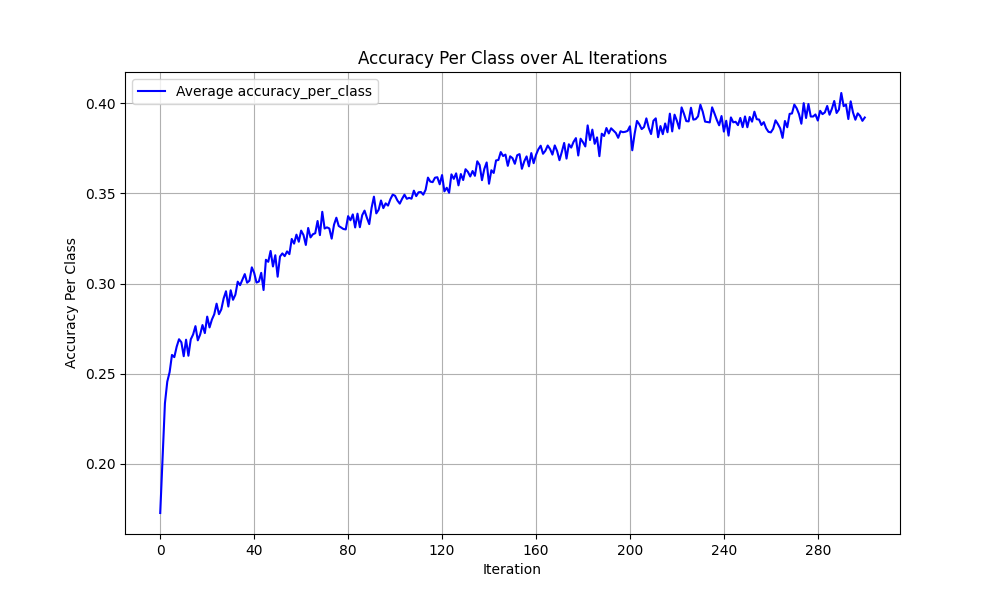 Accuracy Per Class over AL Iterations
Average accuracy_per_class
Accuracy Per Class
0.40
0.35
0.30
0.25
0.20
0 40 80 120 160 200 240 280
Iteration